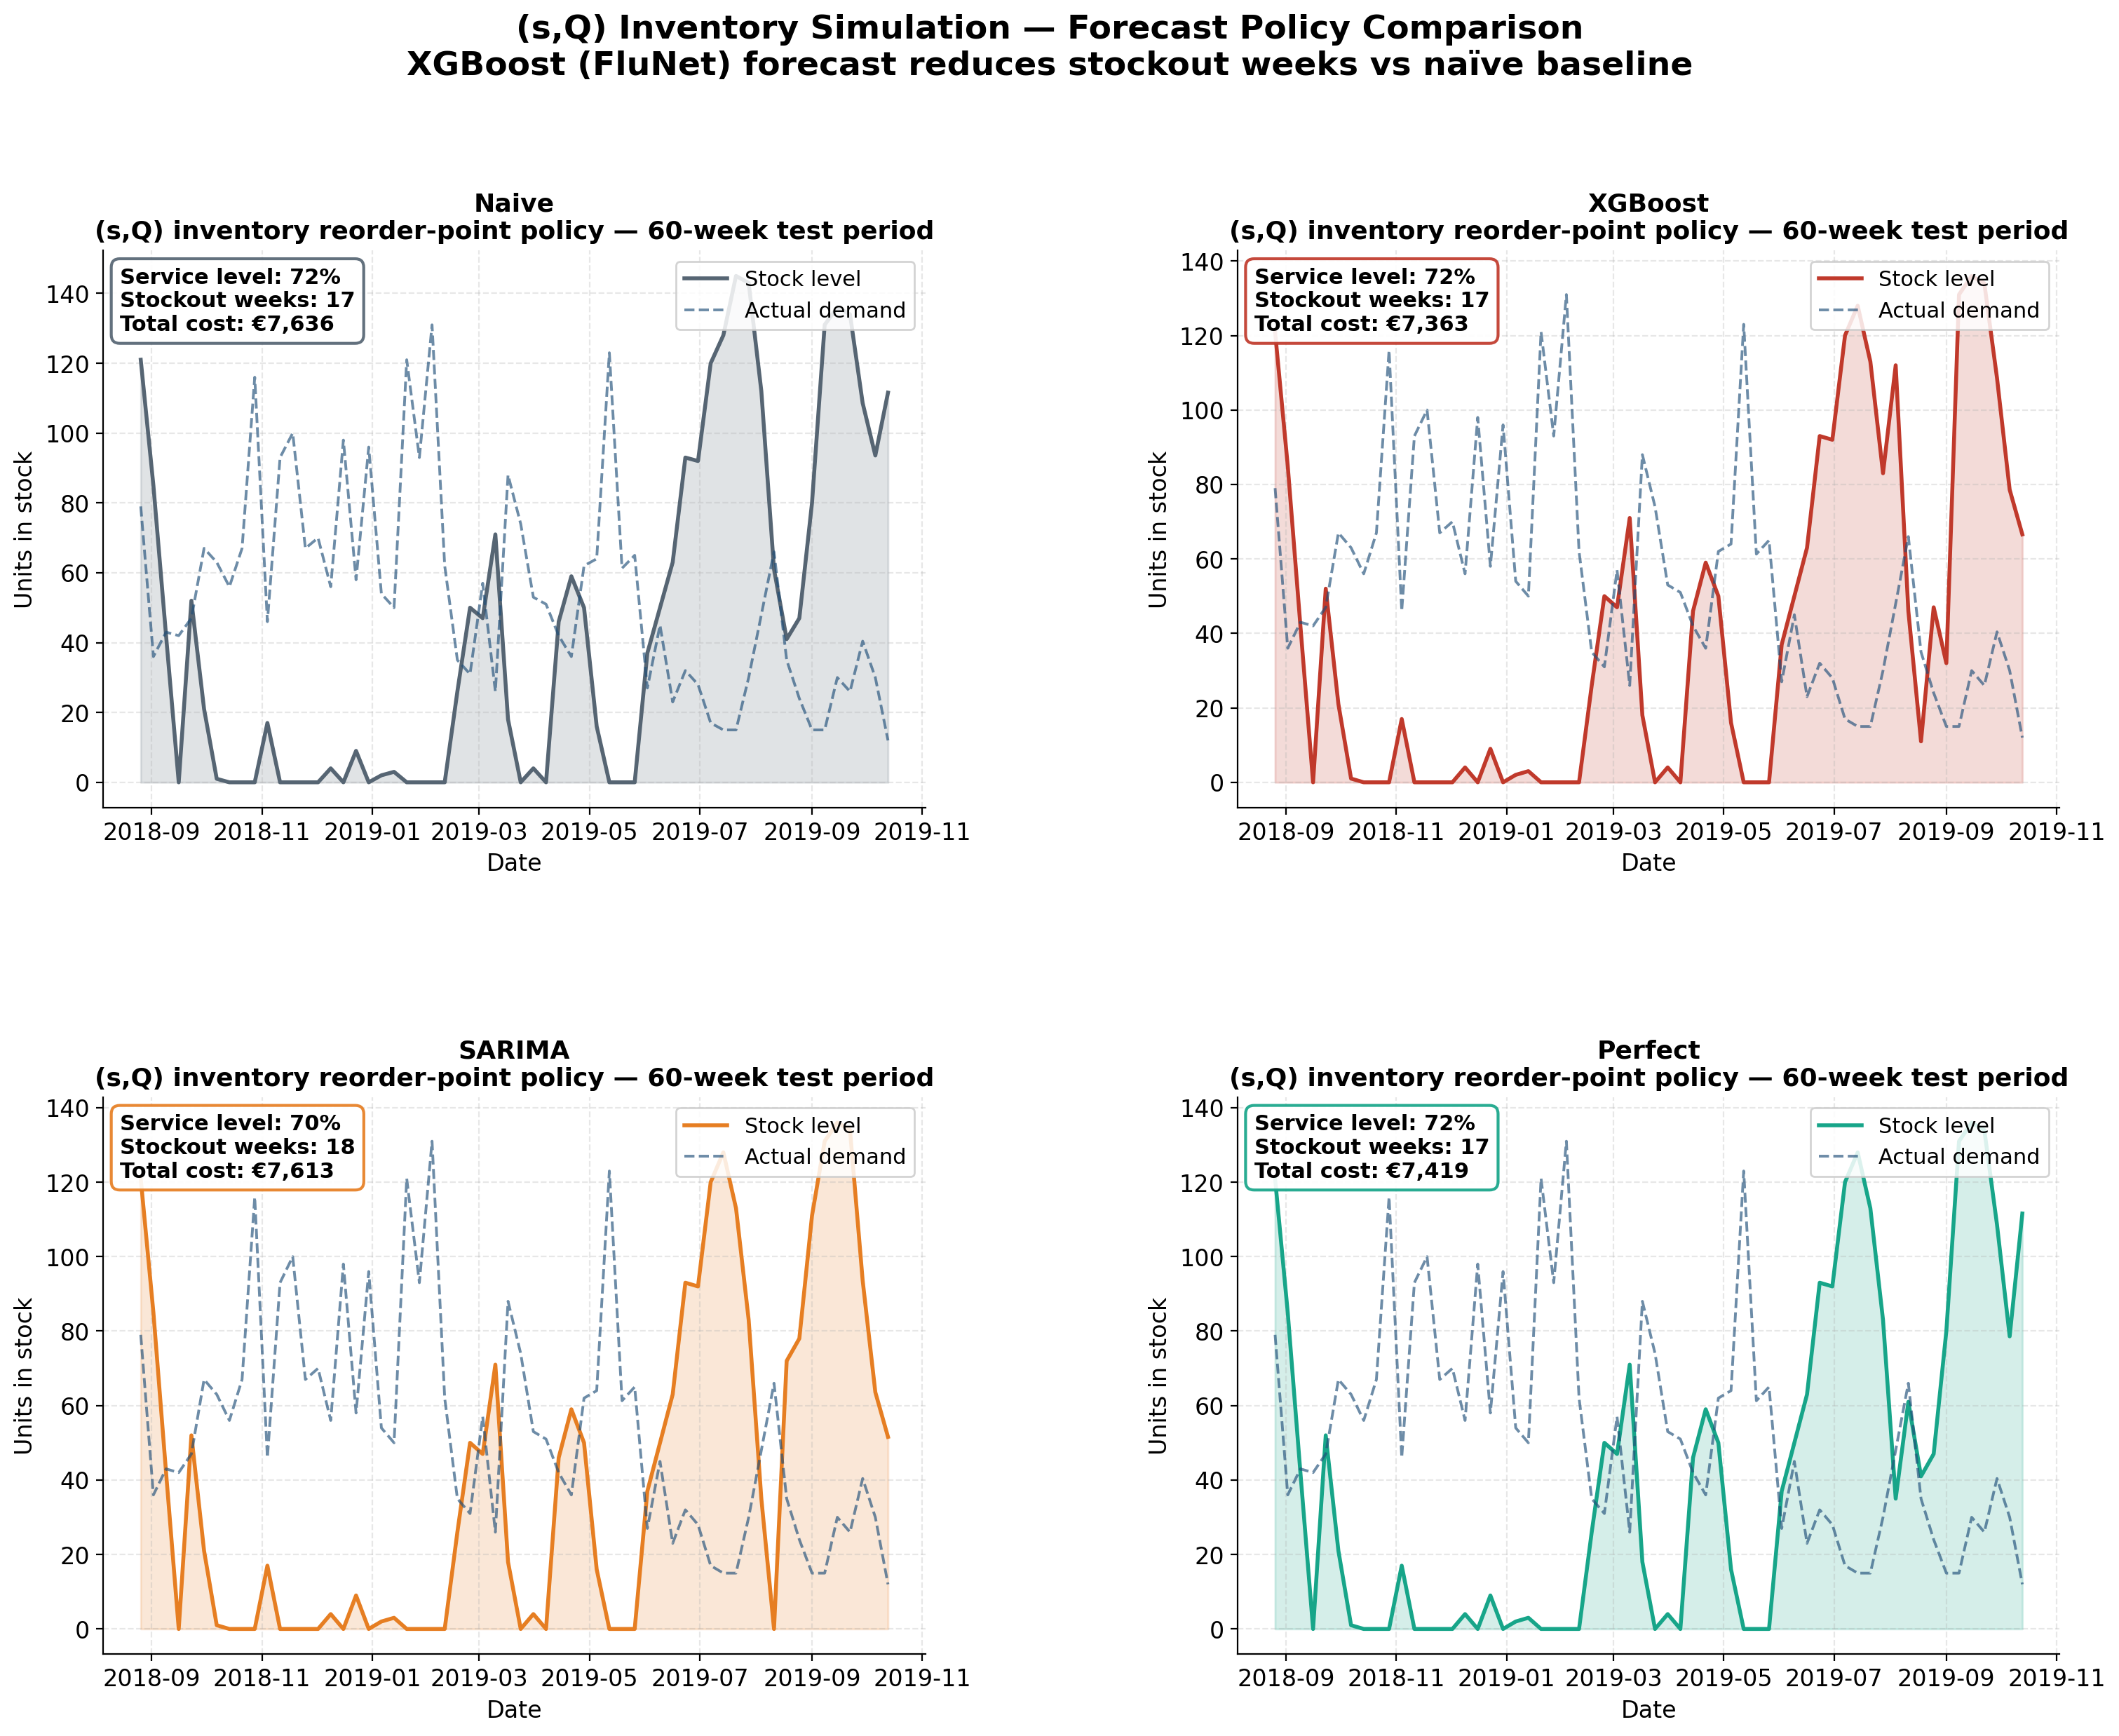 (s,Q) Inventory Simulation — Forecast Policy Comparison
XGBoost (FluNet) forecast reduces stockout weeks vs naïve baseline
Naive
(s,Q) inventory reorder-point policy — 60-week test period
Service level: 72%
Stockout weeks: 17
Total cost: €7,636
Stock level
Actual demand
140
120
100
80
60
40
20
0
Units in stock
2018-09 2018-11 2019-01 2019-03 2019-05 2019-07 2019-09 2019-11
Date
XGBoost
(s,Q) inventory reorder-point policy — 60-week test period
Service level: 72%
Stockout weeks: 17
Total cost: €7,363
Stock level
Actual demand
140
120
100
80
60
40
20
0
Units in stock
2018-09 2018-11 2019-01 2019-03 2019-05 2019-07 2019-09 2019-11
Date
SARIMA
(s,Q) inventory reorder-point policy — 60-week test period
Service level: 70%
Stockout weeks: 18
Total cost: €7,613
Stock level
Actual demand
140
120
100
80
60
40
20
0
Units in stock
2018-09 2018-11 2019-01 2019-03 2019-05 2019-07 2019-09 2019-11
Date
Perfect
(s,Q) inventory reorder-point policy — 60-week test period
Service level: 72%
Stockout weeks: 17
Total cost: €7,419
Stock level
Actual demand
140
120
100
80
60
40
20
0
Units in stock
2018-09 2018-11 2019-01 2019-03 2019-05 2019-07 2019-09 2019-11
Date